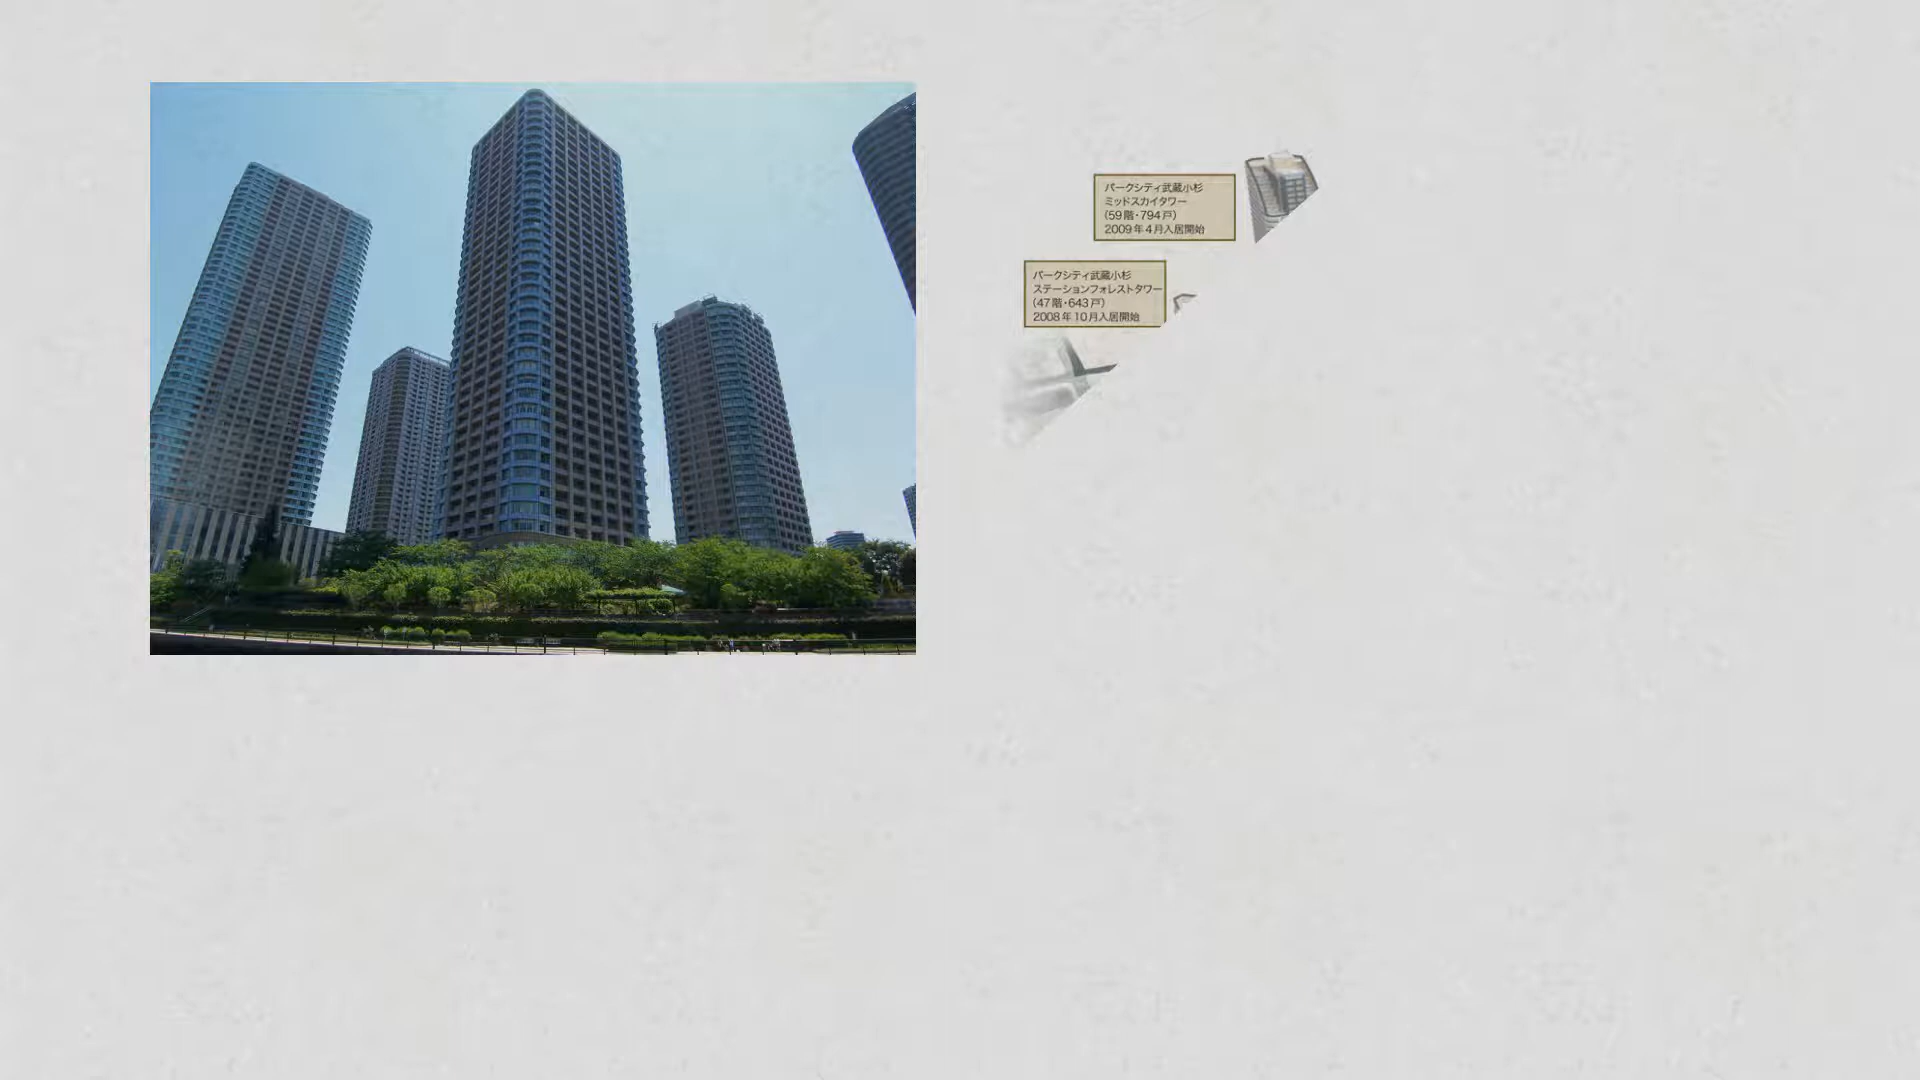 パークシティ武蔵小杉
ミッドスカイタワー
(59階・794戸)
2009年4月入居開始
パークシティ武蔵小杉
ステーションフォレストタワー
(47階・643戸)
2008年10月入居開始